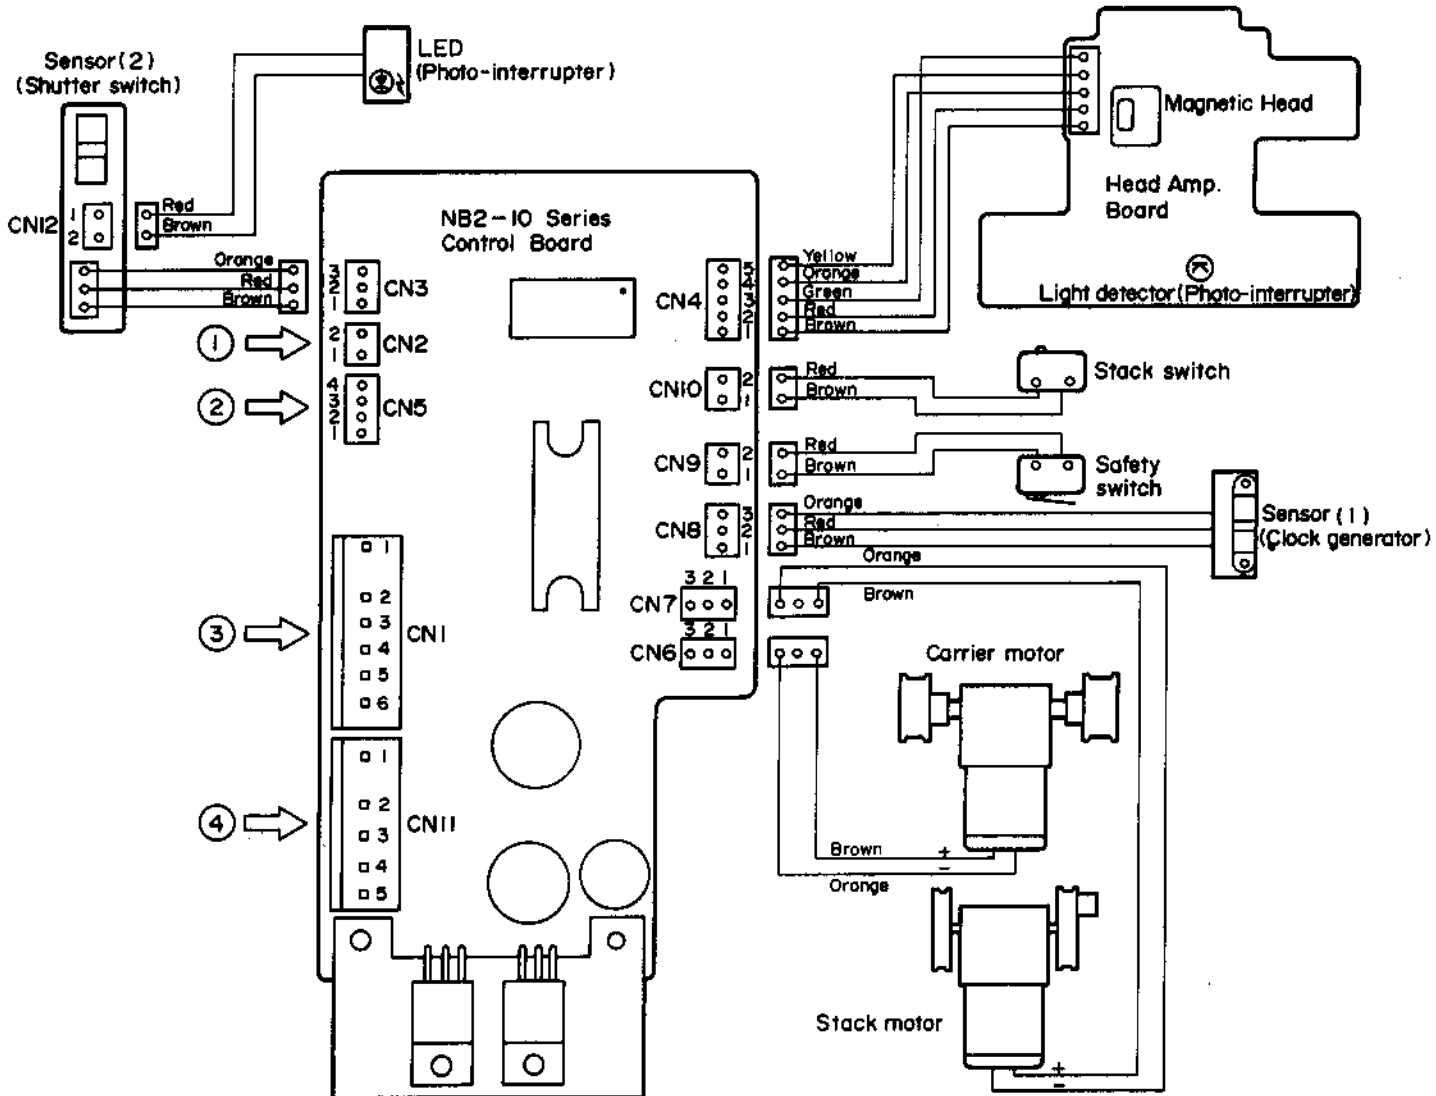 Sensor(2)
(Shutter switch)
LED
(Photo-interrupter)
CN12
1
2
Red
Brown
Orange
Red
Brown
NB2-10 Series
Control Board
3
2
1
CN3
1
2
1
CN2
2
4
3
2
1
CN5
3
1
2
3
4
5
6
CN1
4
1
2
3
4
5
CN11
Magnetic Head
Head Amp.
Board
K
Light detector(Photo-interrupter)
CN4
5
4
3
2
1
Yellow
Orange
Green
Red
Brown
CN10
2
1
Red
Brown
Stack switch
CN9
2
1
Red
Brown
Safety
switch
CN8
3
2
1
Orange
Red
Brown
Sensor (1)
(Clock generator)
Orange
Brown
3 2 1
CN7
3 2 1
CN6
Carrier motor
Brown
+
-
Orange
Stack motor
+
-